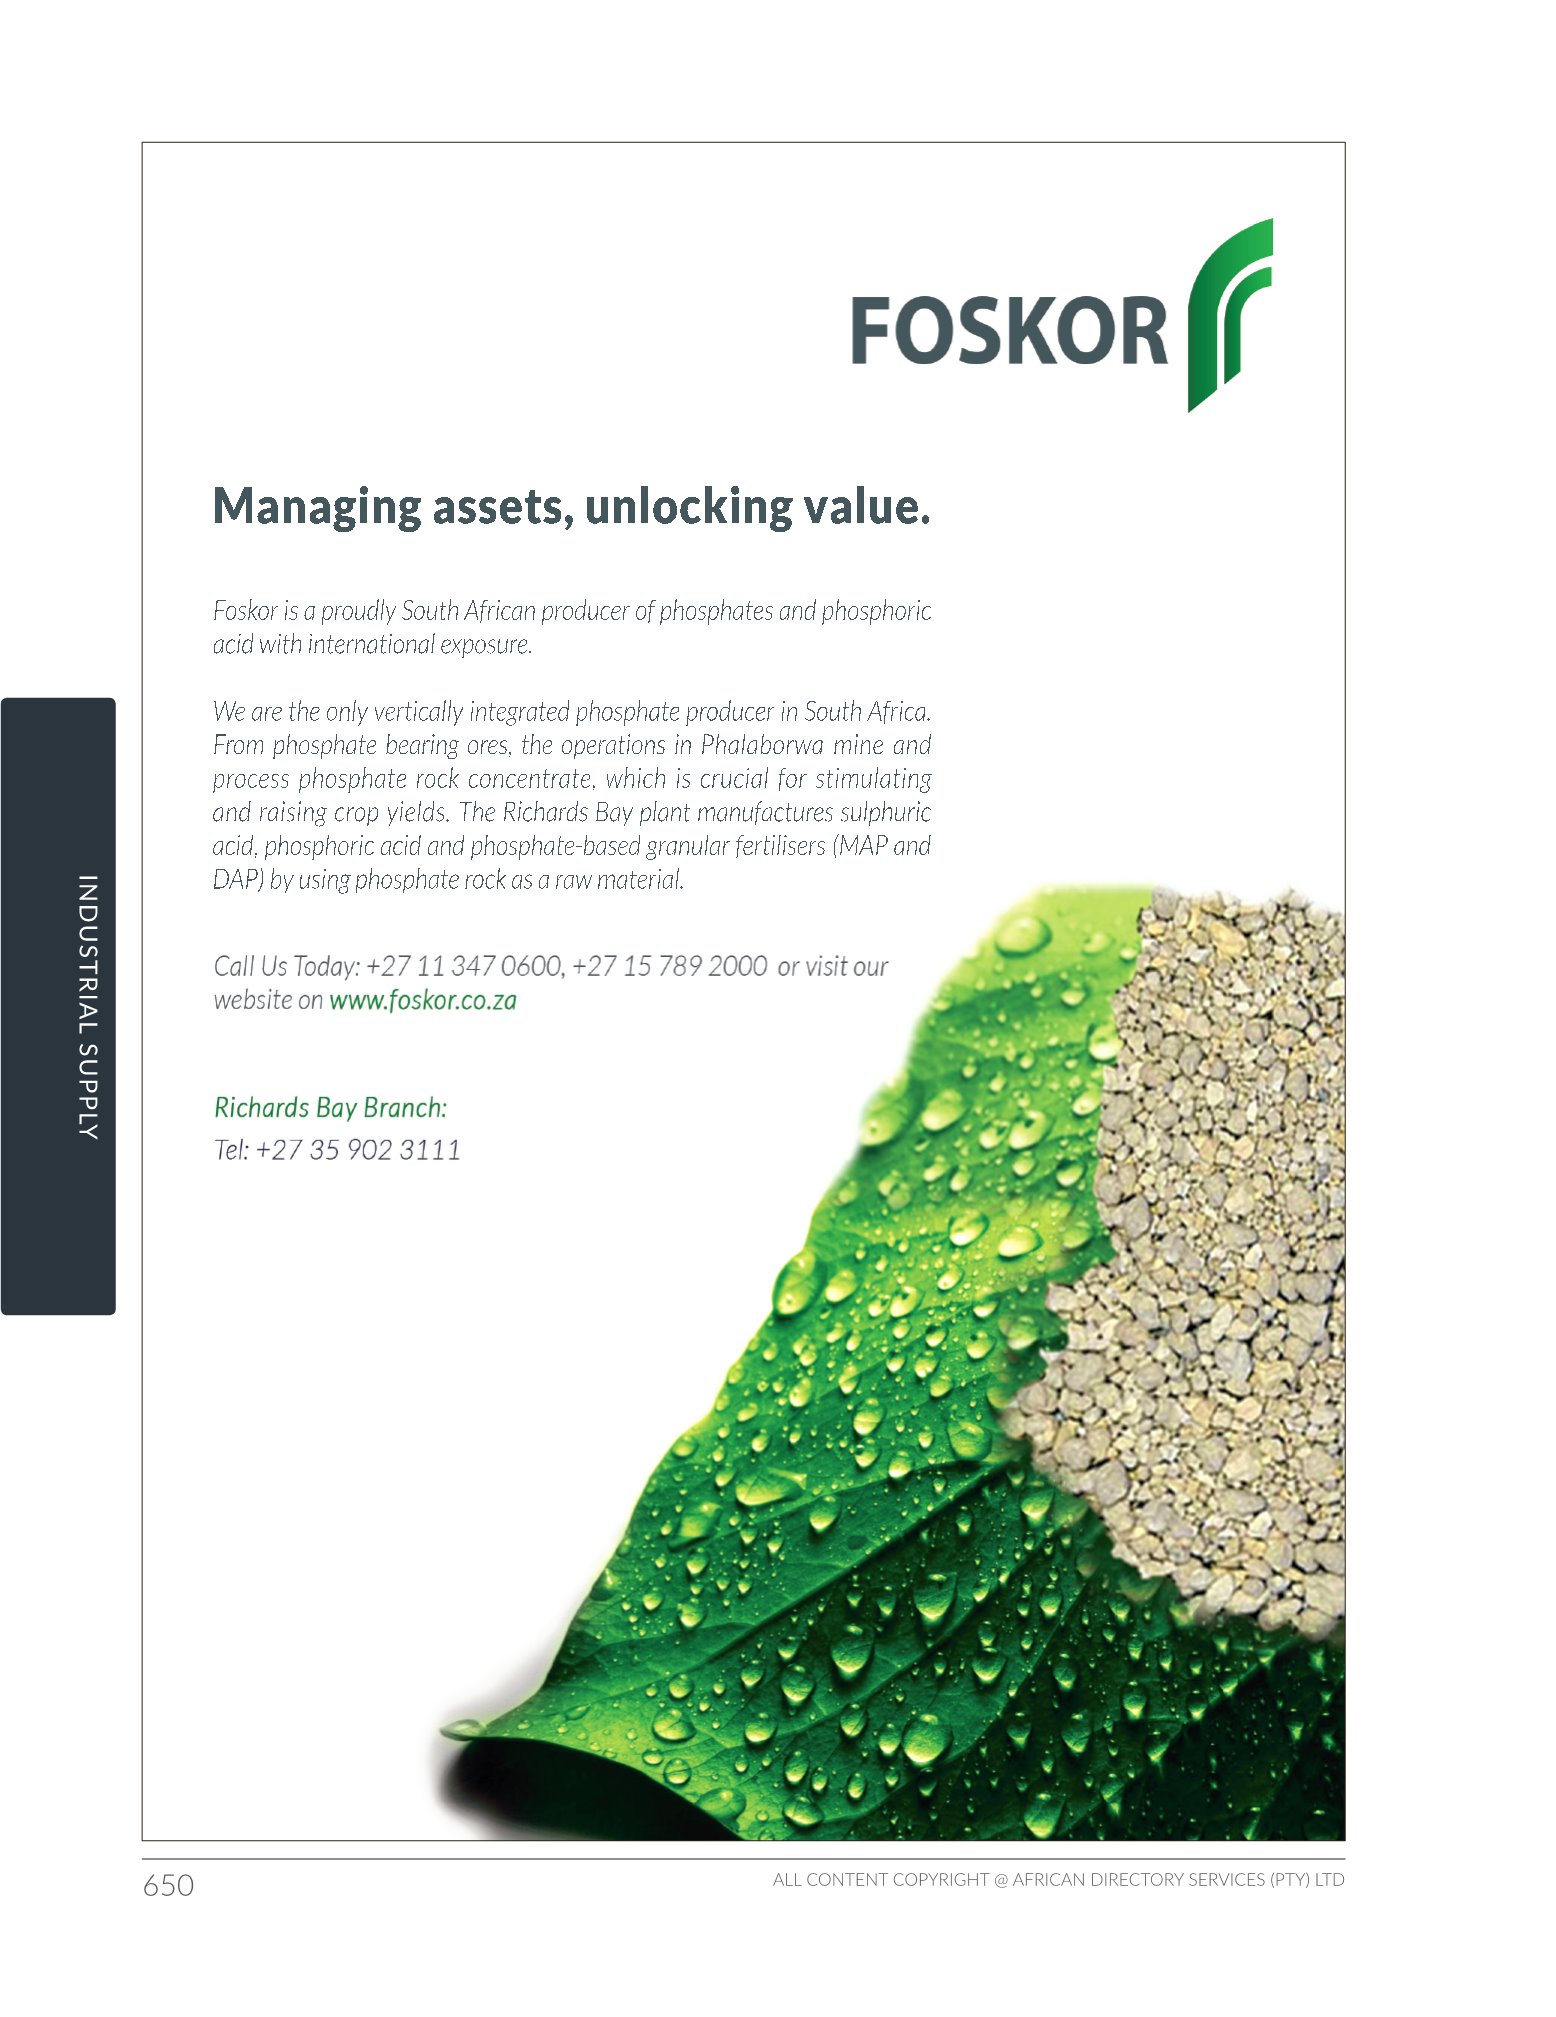 FOSKOR
Managing assets, unlocking value.
Foskor is a proudly South African producer of phosphates and phosphoric
acid with international exposure.
We are the only vertically integrated phosphate producer in South Africa.
From phosphate bearing ores, the operations in Phalaborwa mine and
process phosphate rock concentrate, which is crucial for stimulating
and raising crop yields. The Richards Bay plant manufactures sulphuric
acid, phosphoric acid and phosphate-based granular fertilisers (MAP and
DAP) by using phosphate rock as a raw material.
Call Us Today: +27 11 347 0600, +27 15 789 2000 or visit our
website on www.foskor.co.za
Richards Bay Branch:
Tel: +27 35 902 3111
INDUSTRIAL SUPPLY
650
ALL CONTENT COPYRIGHT @ AFRICAN DIRECTORY SERVICES (PTY) LTD